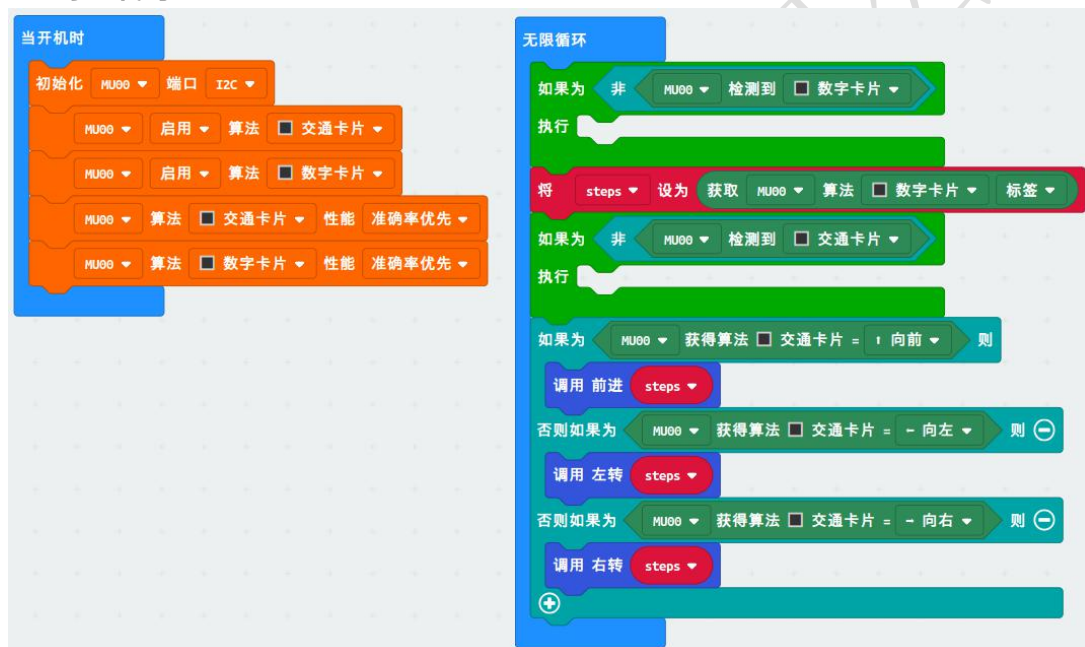 当开机时
初始化 MU00 端口 I2C
MU00 启用 算法 交通卡片
MU00 启用 算法 数字卡片
MU00 算法 交通卡片 性能 准确率优先
MU00 算法 数字卡片 性能 准确率优先
无限循环
如果为 非 MU00 检测到 数字卡片
执行
将 steps 设为 获取 MU00 算法 数字卡片 标签
如果为 非 MU00 检测到 交通卡片
执行
如果为 MU00 获得算法 交通卡片 = ↑ 向前 则
调用 前进 steps
否则如果为 MU00 获得算法 交通卡片 = ← 向左 则
调用 左转 steps
否则如果为 MU00 获得算法 交通卡片 = → 向右 则
调用 右转 steps